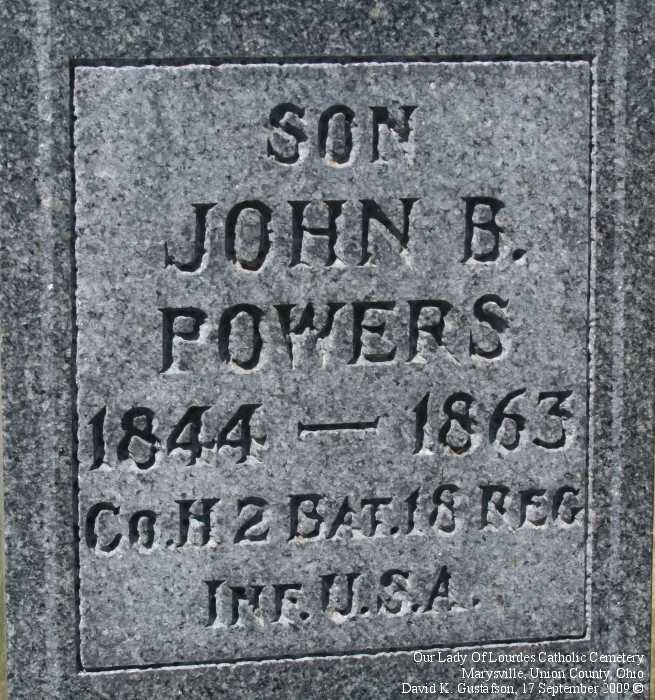 SON
JOHN B.
POWERS
1844 — 1863
CO. H 2 BAT. 18 REG
INF. U.S.A.
Our Lady Of Lourdes Catholic Cemetery
Marysville, Union County, Ohio
David K. Gustafson, 17 September 2009 ©